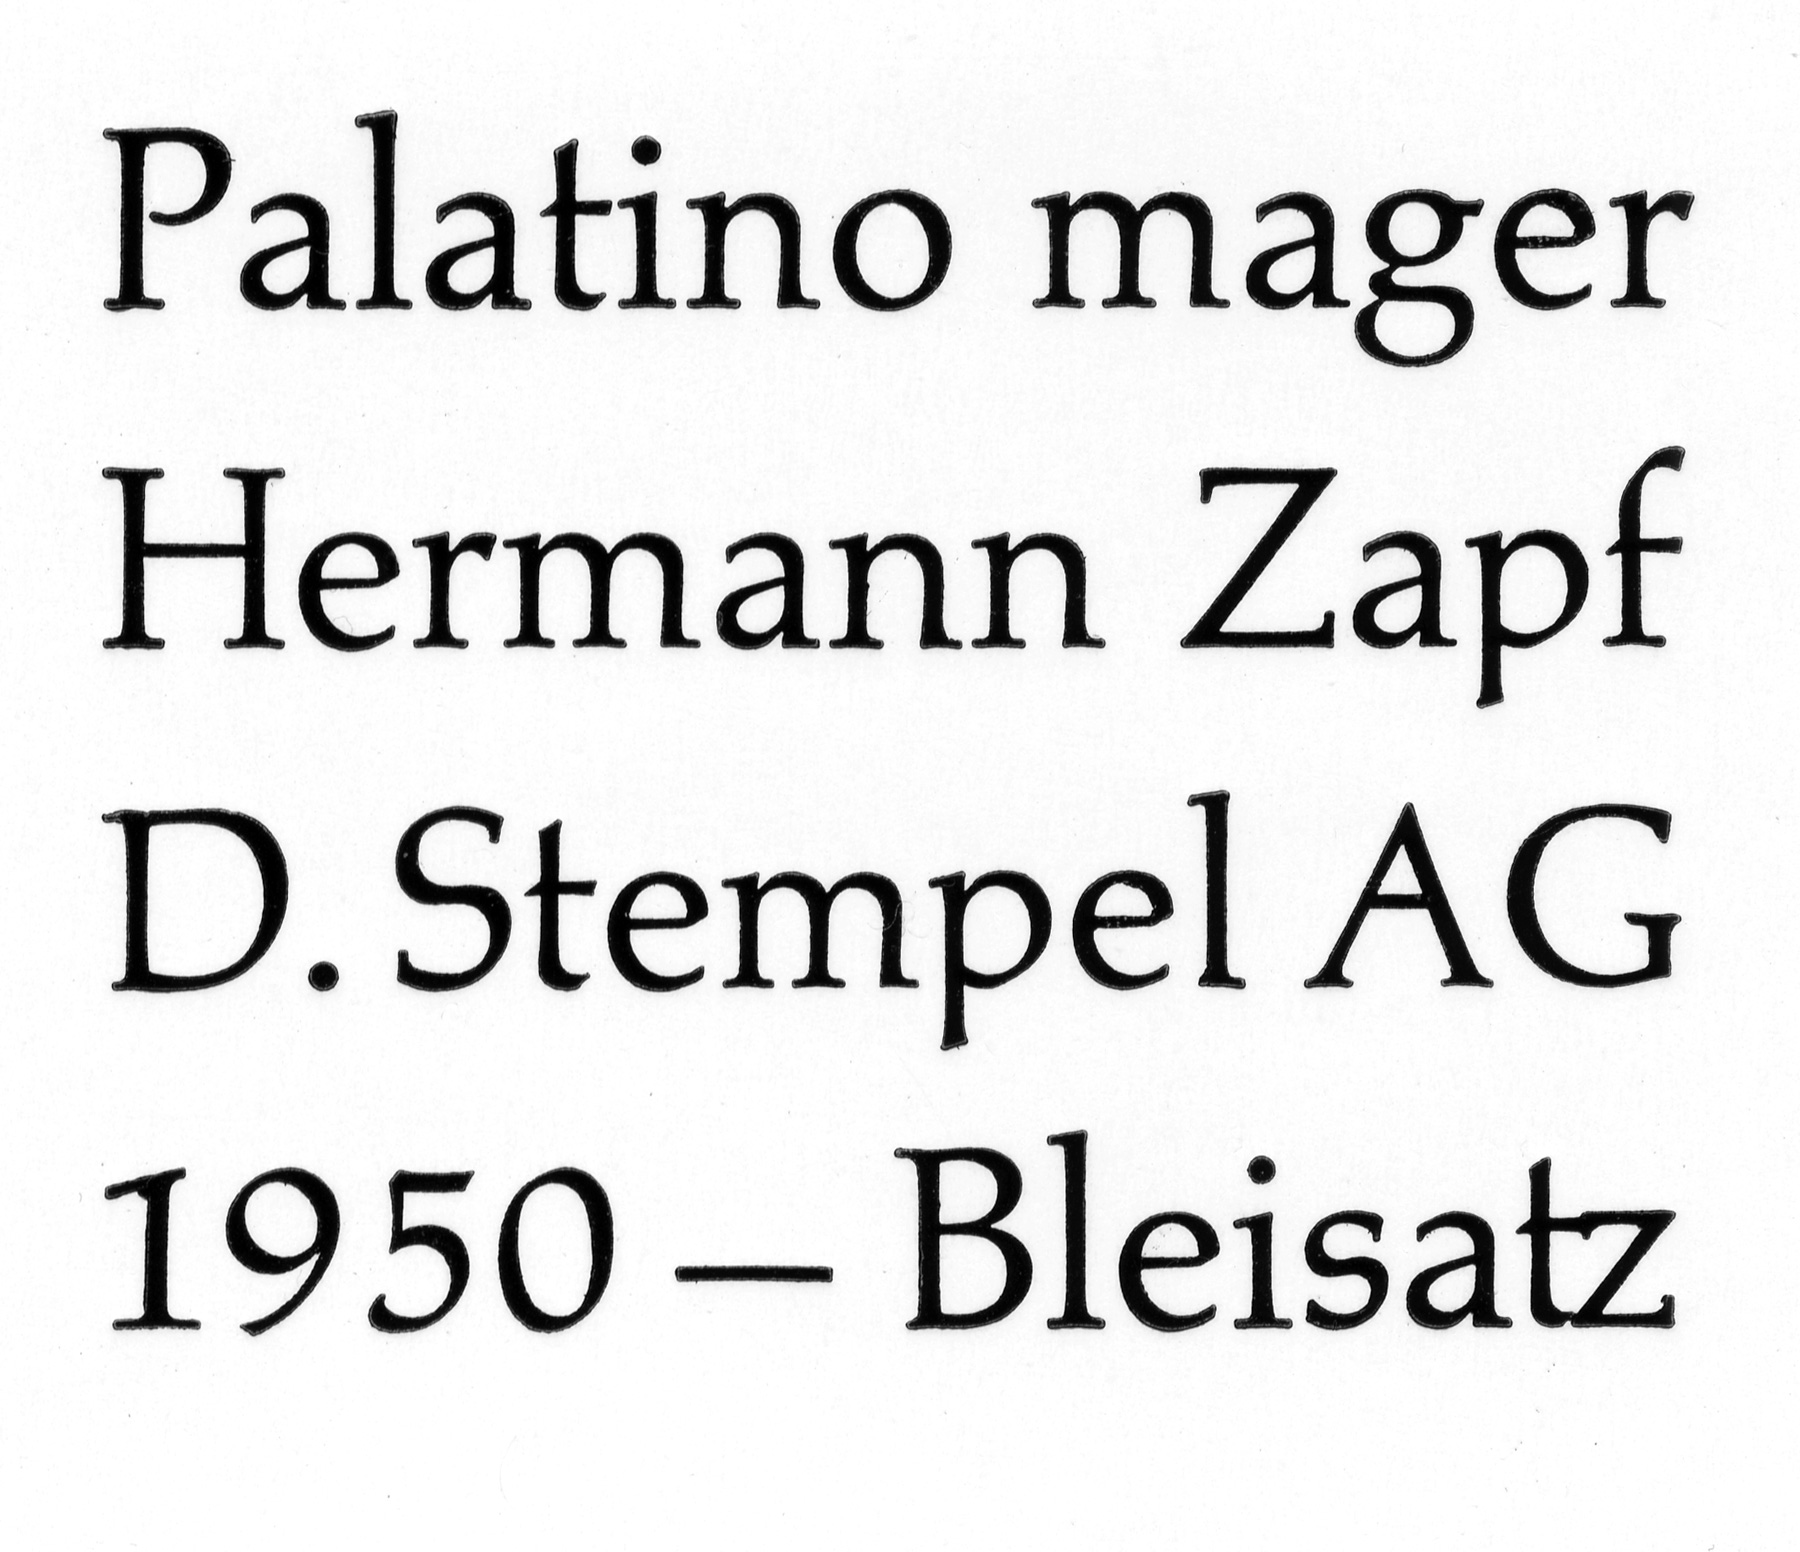 Palatino mager
Hermann Zapf
D. Stempel AG
1950 — Bleisatz